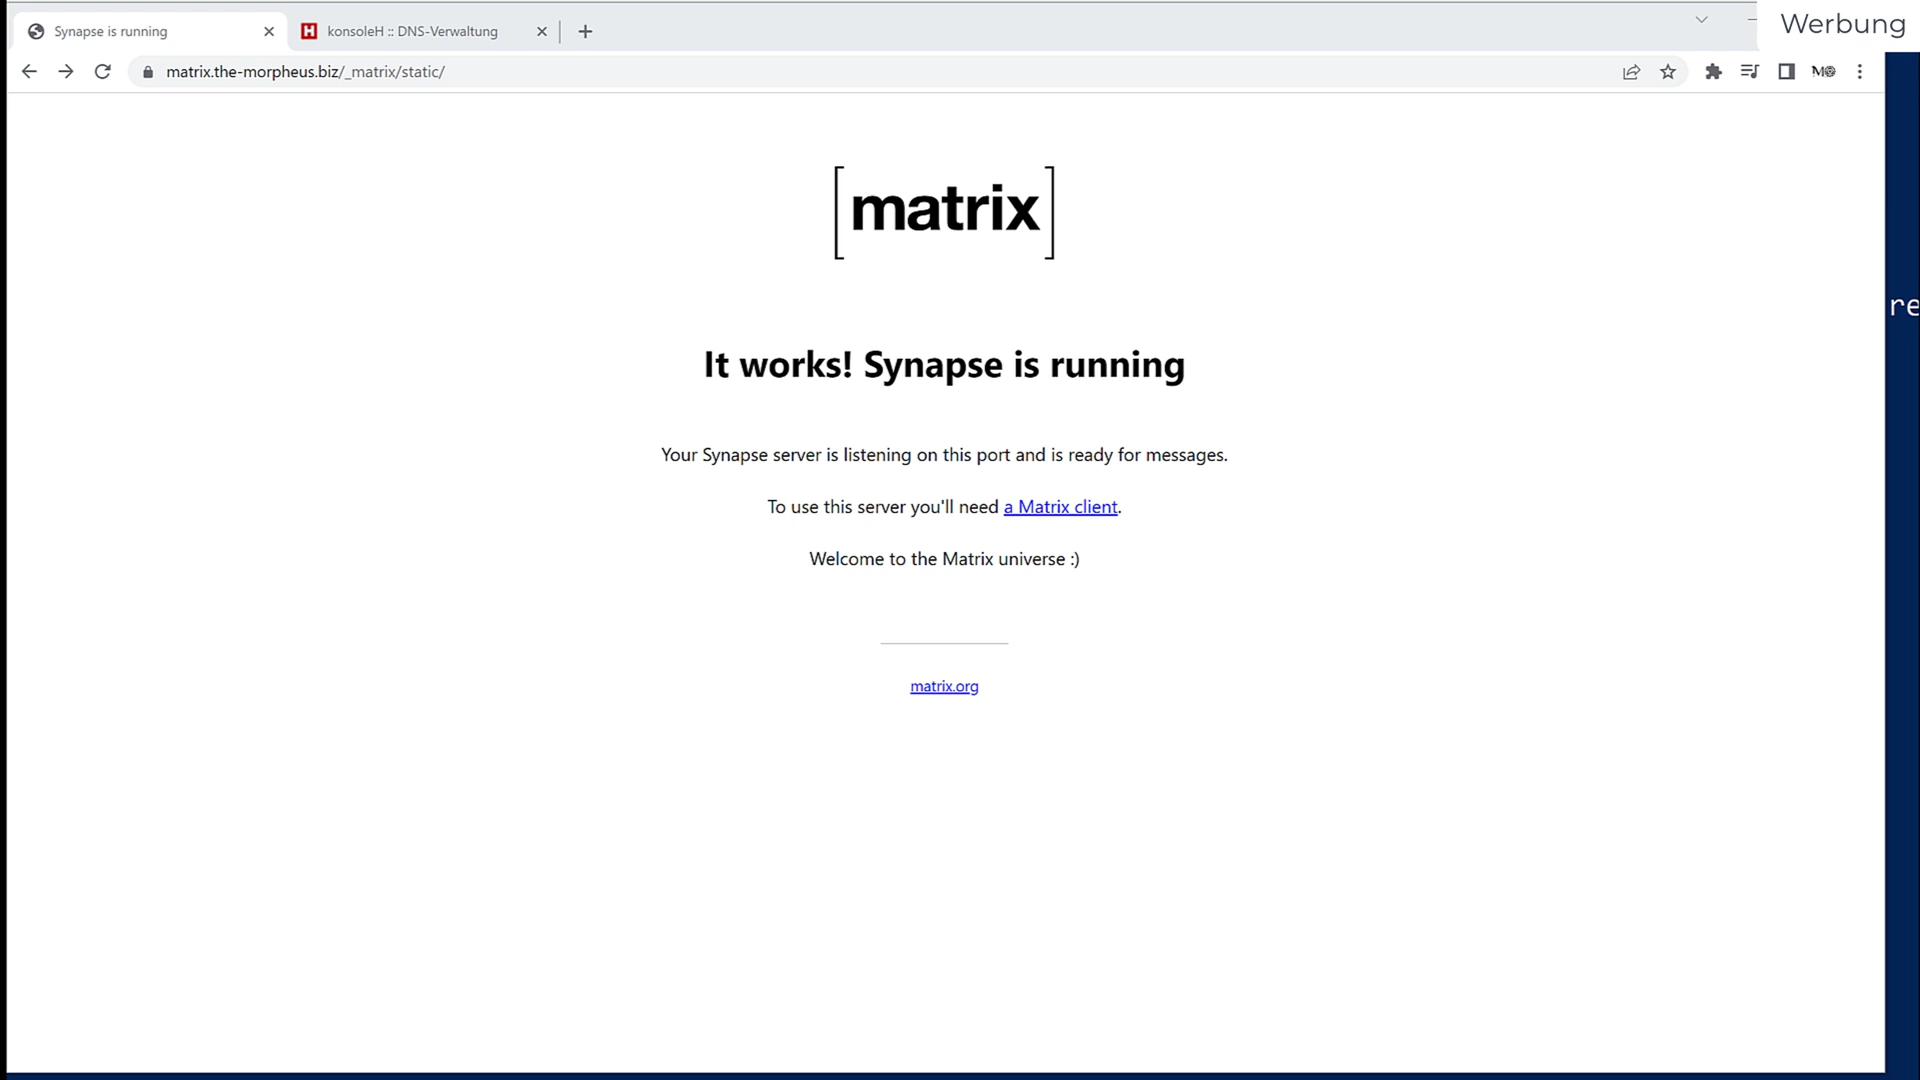 Synapse is running
konsoleH :: DNS-Verwaltung
Werbung
matrix.the-morpheus.biz/_matrix/static/
[matrix]
re
It works! Synapse is running
Your Synapse server is listening on this port and is ready for messages.
To use this server you'll need a Matrix client.
Welcome to the Matrix universe :)
matrix.org